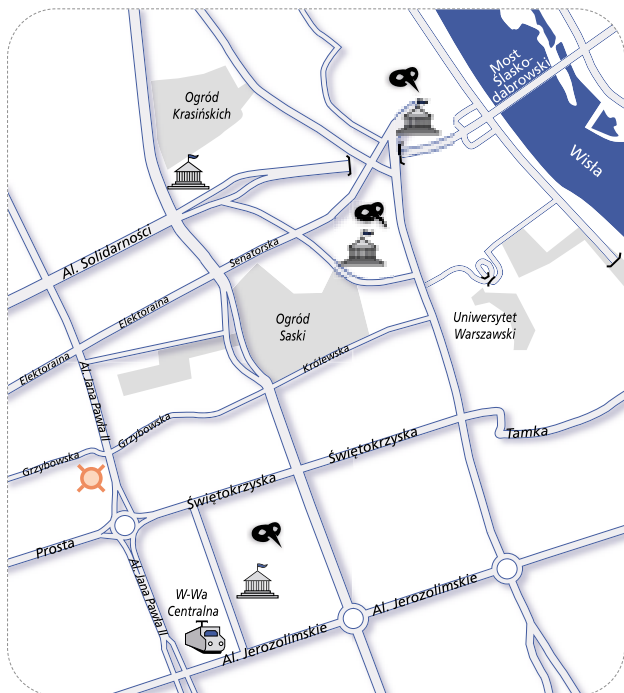 Most
Śląsko-
dabrowski
Wisła
Ogród
Krasińskich
Al. Solidarności
Senatorska
Elektoralna
Elektoralna
Ogród
Saski
Uniwersytet
Warszawski
Królewska
Al. Jana Pawła II
Grzybowska
Grzybowska
Świętokrzyska
Tamka
Świętokrzyska
Prosta
Al. Jana Pawła II
W-Wa
Centralna
Al. Jerozolimskie
Al. Jerozolimskie